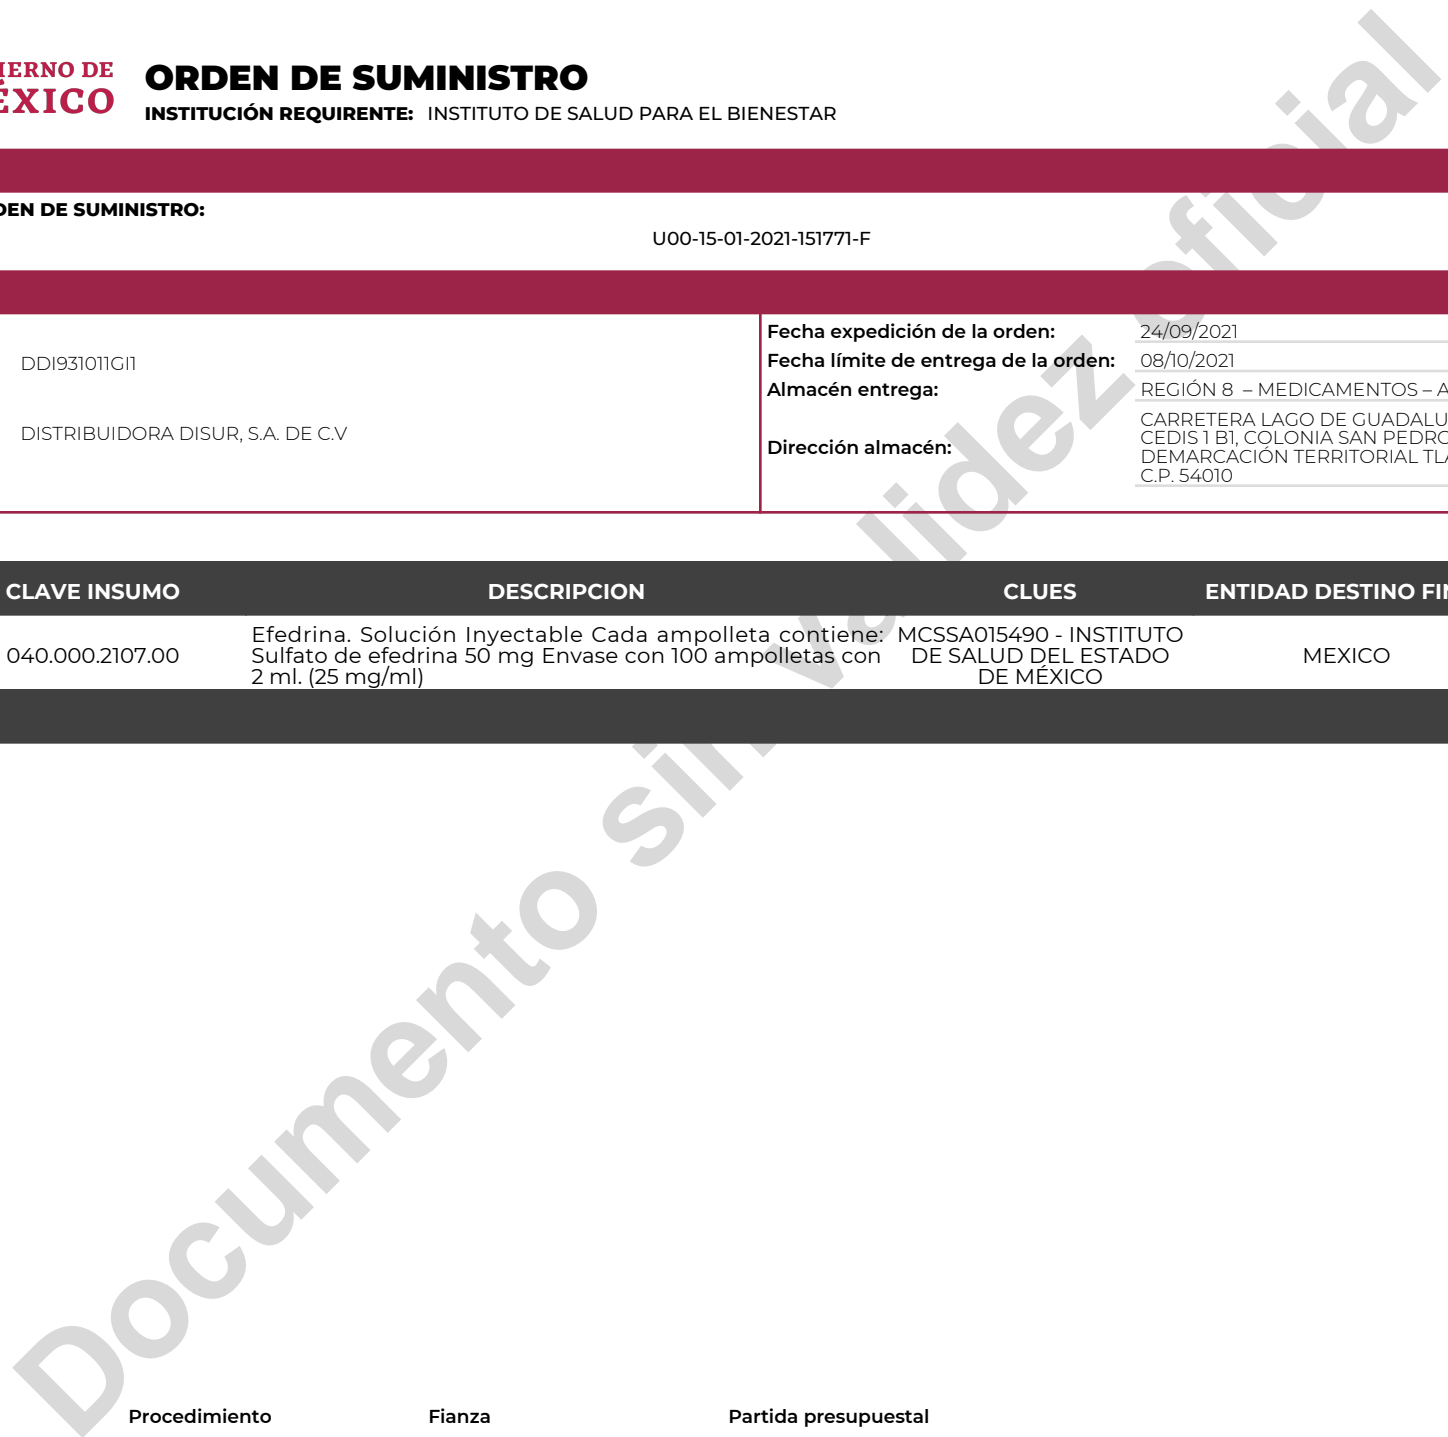 IERNO DE
ÉXICO
ORDEN DE SUMINISTRO
INSTITUCIÓN REQUIRENTE: INSTITUTO DE SALUD PARA EL BIENESTAR
DEN DE SUMINISTRO:
U00-15-01-2021-151771-F
DDI931011GI1
DISTRIBUIDORA DISUR, S.A. DE C.V
Fecha expedición de la orden: 24/09/2021
Fecha límite de entrega de la orden: 08/10/2021
Almacén entrega: REGIÓN 8 – MEDICAMENTOS – A
Dirección almacén:
CARRETERA LAGO DE GUADALU
CEDIS 1 B1, COLONIA SAN PEDRO
DEMARCACIÓN TERRITORIAL TLA
C.P. 54010
CLAVE INSUMO DESCRIPCION CLUES ENTIDAD DESTINO FIN
040.000.2107.00
Efedrina. Solución Inyectable Cada ampolleta contiene:
Sulfato de efedrina 50 mg Envase con 100 ampolletas con
2 ml. (25 mg/ml)
MCSSA015490 - INSTITUTO
DE SALUD DEL ESTADO
DE MÉXICO
MEXICO
Documento sin validez oficial
Procedimiento Fianza Partida presupuestal